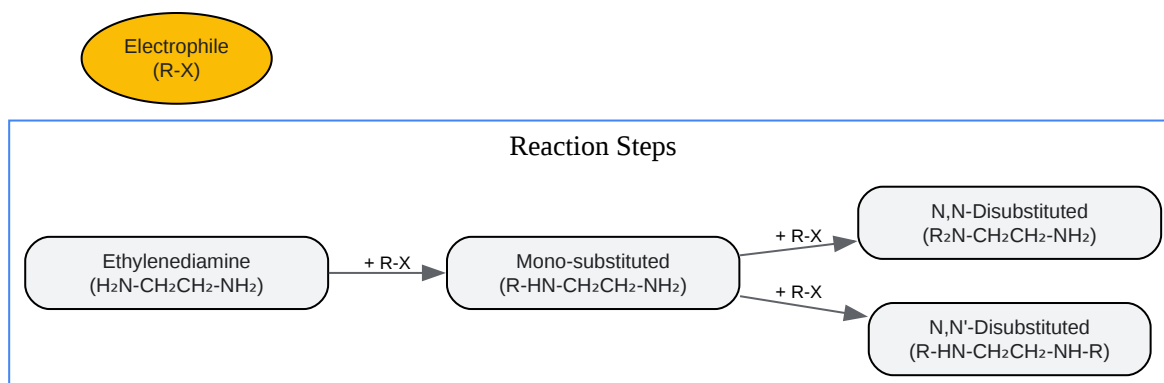 Electrophile
(R-X)
Reaction Steps
Ethylenediamine
(H₂N-CH₂CH₂-NH₂)
+ R-X
Mono-substituted
(R-HN-CH₂CH₂-NH₂)
+ R-X
N,N-Disubstituted
(R₂N-CH₂CH₂-NH₂)
+ R-X
N,N'-Disubstituted
(R-HN-CH₂CH₂-NH-R)